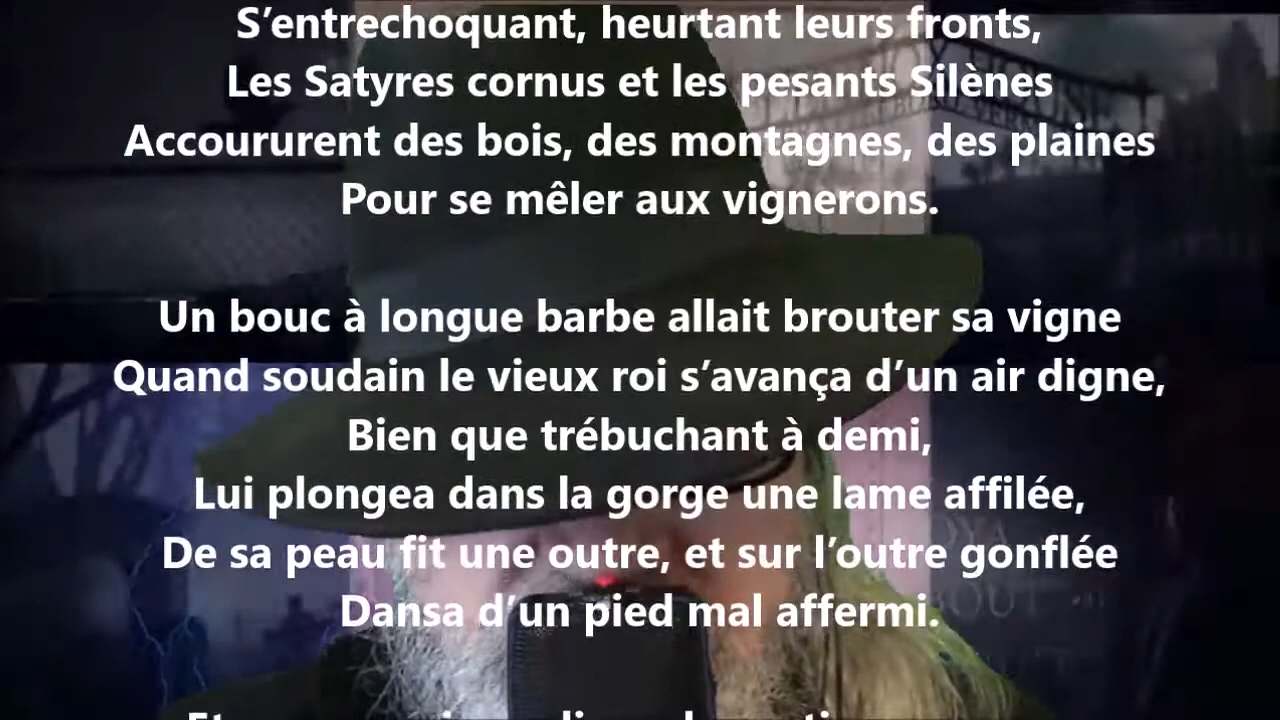 S’entrechoquant, heurtant leurs fronts,
Les Satyres cornus et les pesants Silènes
Accoururent des bois, des montagnes, des plaines
Pour se mêler aux vignerons.
Un bouc à longue barbe allait brouter sa vigne
Quand soudain le vieux roi s’avança d’un air digne,
Bien que trébuchant à demi,
Lui plongea dans la gorge une lame affilée,
De sa peau fit une outre, et sur l’outre gonflée
Dansa d’un pied mal affermi.